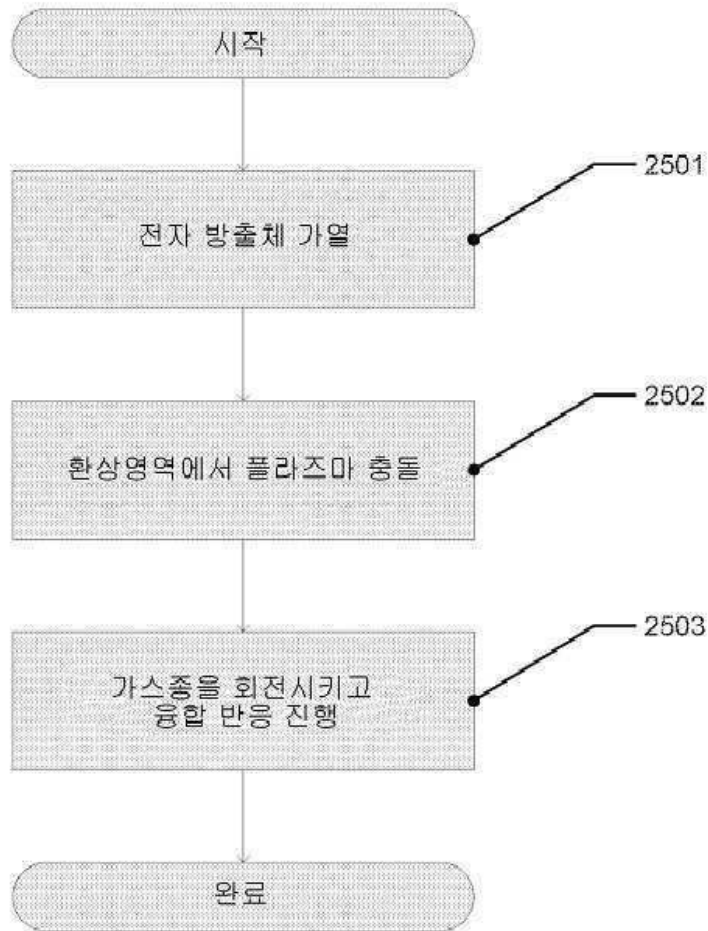 시작
전자 방출체 가열
2501
환상영역에서 플라즈마 충돌
2502
가스종을 회전시키고
융합 반응 진행
2503
완료